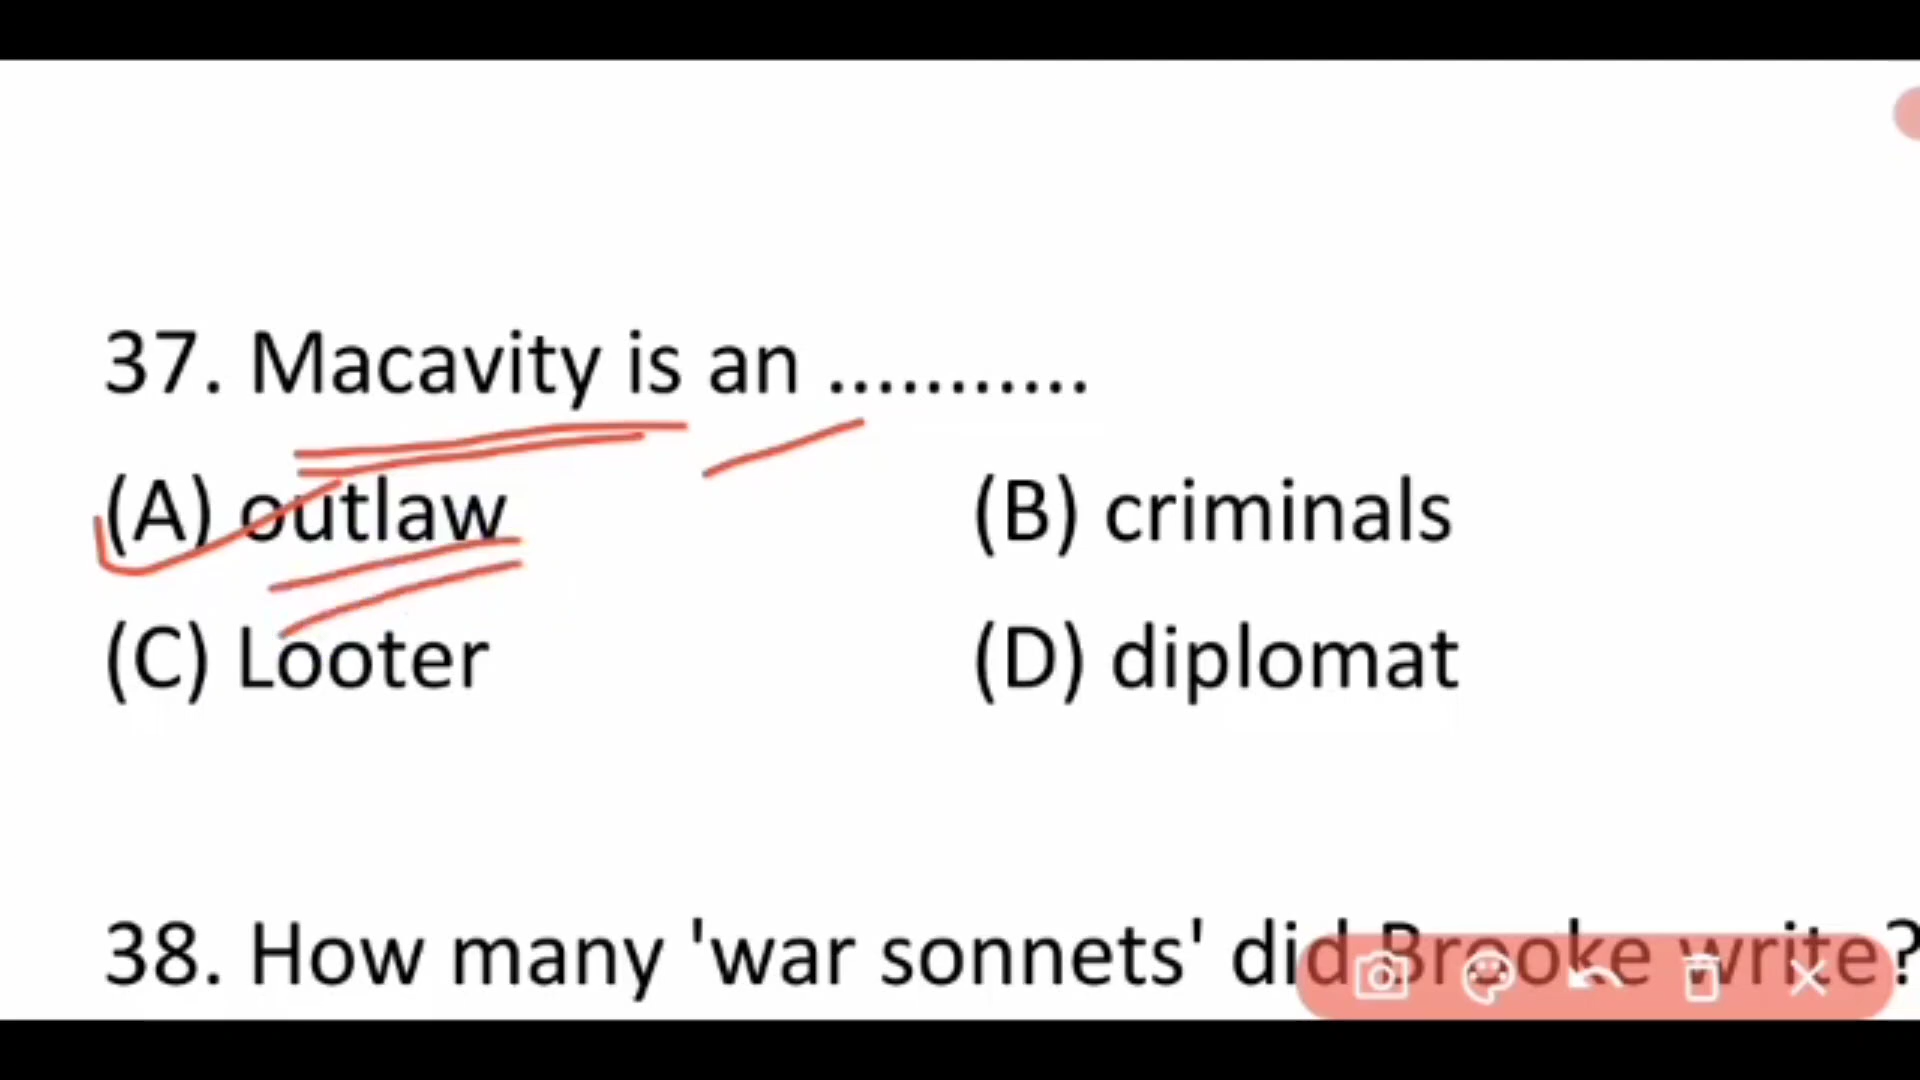 37. Macavity is an ...........
(A) outlaw (B) criminals
(C) Looter (D) diplomat
38. How many 'war sonnets' did Brooke write?